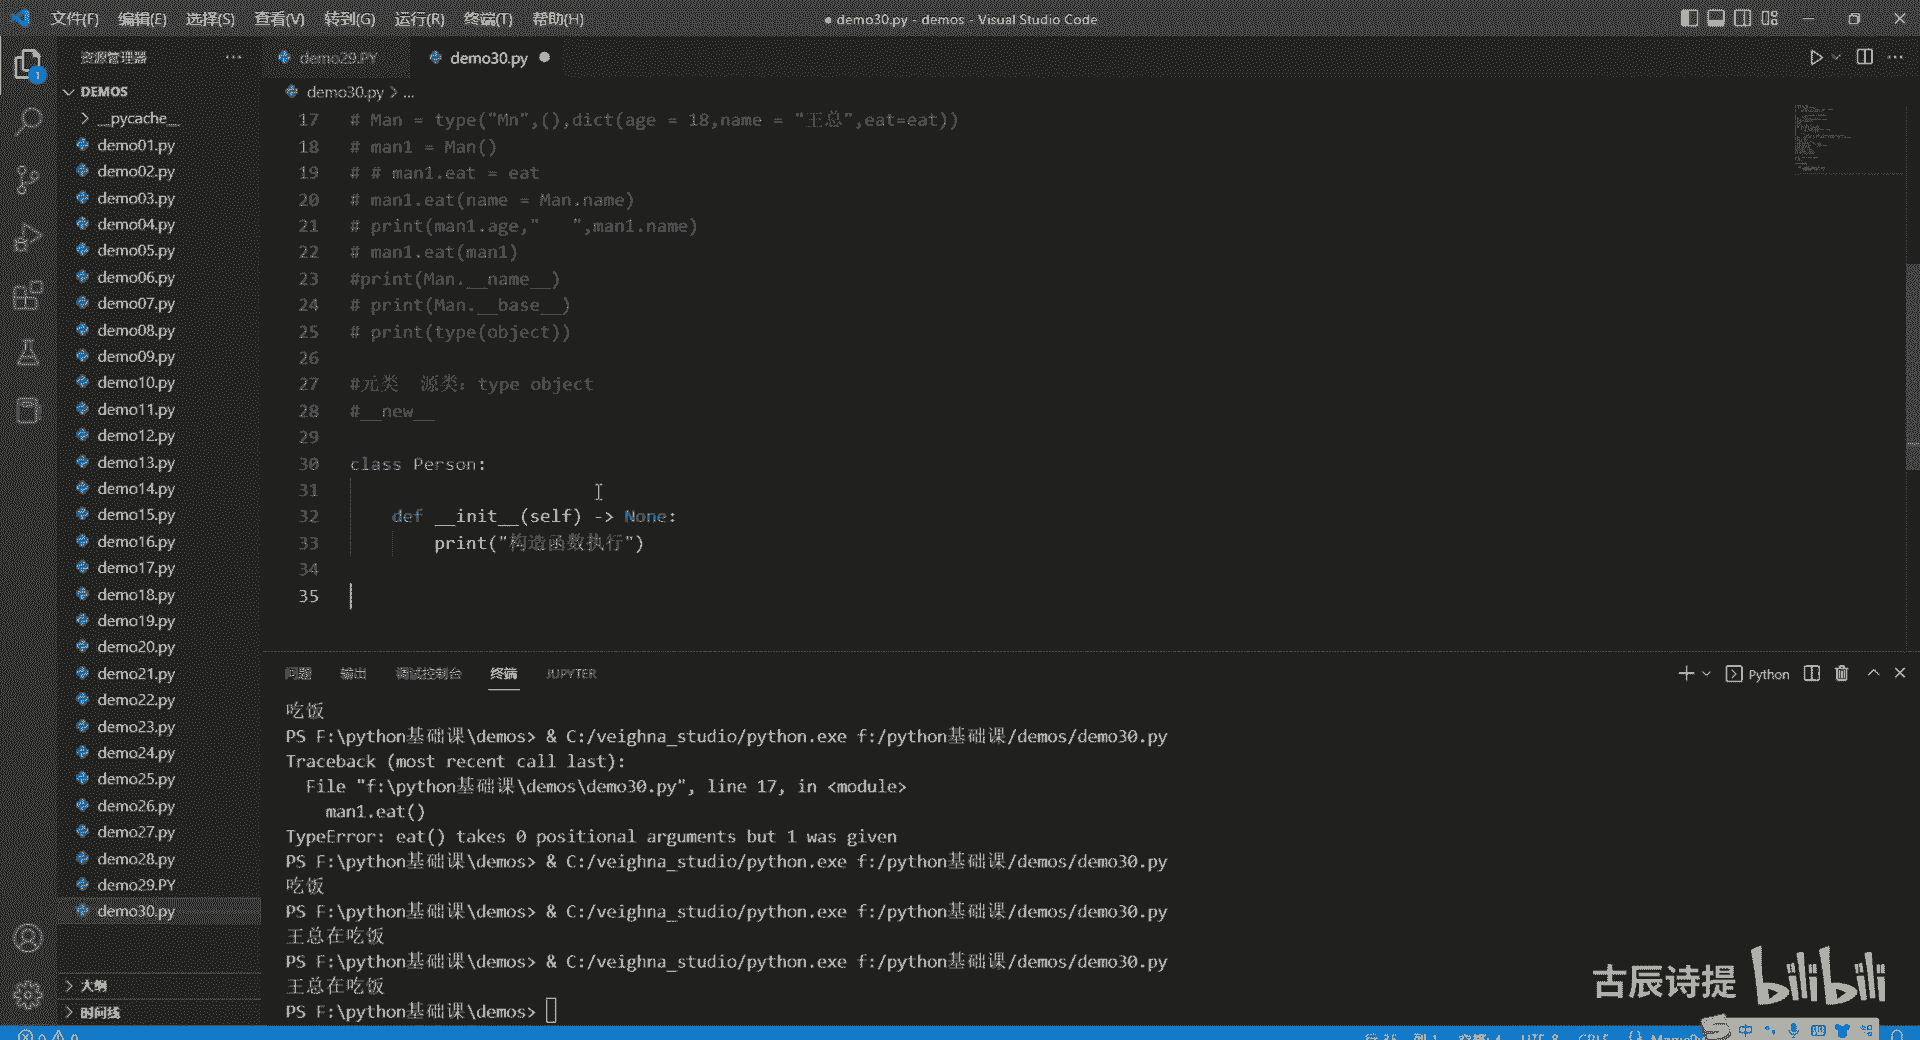 文件(F) 编辑(E) 选择(S) 查看(V) 转到(G) 运行(R) 终端(T) 帮助(H)
● demo30.py - demos - Visual Studio Code
资源管理器
demo29.PY
demo30.py
1
DEMOS
demo30.py > ...
__pycache__
demo01.py
demo02.py
demo03.py
demo04.py
demo05.py
demo06.py
demo07.py
demo08.py
demo09.py
demo10.py
demo11.py
demo12.py
demo13.py
demo14.py
demo15.py
demo16.py
demo17.py
demo18.py
demo19.py
demo20.py
demo21.py
demo22.py
demo23.py
demo24.py
demo25.py
demo26.py
demo27.py
demo28.py
demo29.PY
demo30.py
大纲
时间线
17 # Man = type("Mn",(),dict(age = 18,name = "王总",eat=eat))
18 # man1 = Man()
19 # # man1.eat = eat
20 # man1.eat(name = Man.name)
21 # print(man1.age,"   ",man1.name)
22 # man1.eat(man1)
23 #print(Man.__name__)
24 # print(Man.__base__)
25 # print(type(object))
26
27 #元类  源类：type object
28 #__new__
29
30 class Person:
31
32     def __init__(self) -> None:
33         print("构造函数执行")
34
35
问题 输出 调试控制台 终端 JUPYTER
Python
吃饭
PS F:\python基础课\demos> & C:/veighna_studio/python.exe f:/python基础课/demos/demo30.py
Traceback (most recent call last):
  File "f:\python基础课\demos\demo30.py", line 17, in <module>
    man1.eat()
TypeError: eat() takes 0 positional arguments but 1 was given
PS F:\python基础课\demos> & C:/veighna_studio/python.exe f:/python基础课/demos/demo30.py
吃饭
PS F:\python基础课\demos> & C:/veighna_studio/python.exe f:/python基础课/demos/demo30.py
王总在吃饭
PS F:\python基础课\demos> & C:/veighna_studio/python.exe f:/python基础课/demos/demo30.py
王总在吃饭
PS F:\python基础课\demos>
古辰诗提 bilibili
中